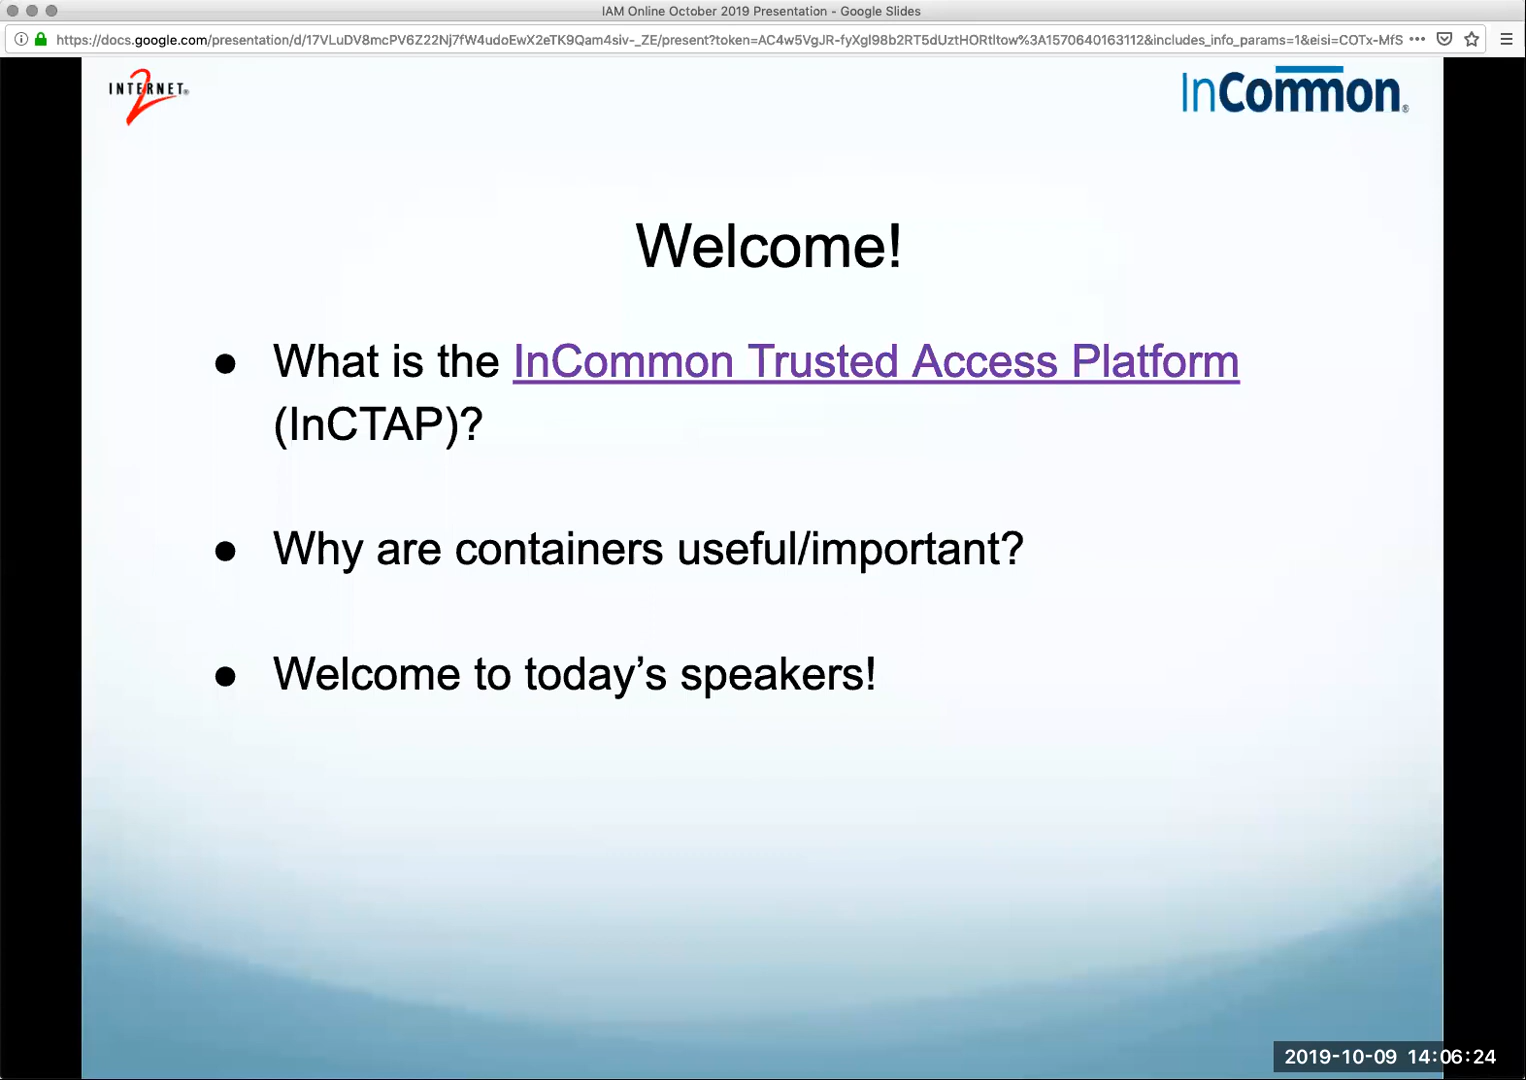 IAM Online October 2019 Presentation - Google Slides
https://docs.google.com/presentation/d/17VLuDV8mcPV6Z22Nj7fW4udoEwX2eTK9Qam4siv-_ZE/present?token=AC4w5VgJR-fyXgl98b2RT5dUztHORtltow%3A1570640163112&includes_info_params=1&eisi=COTx-MfS
INTERNET®
2
InCommon®
Welcome!
● What is the InCommon Trusted Access Platform
(InCTAP)?
● Why are containers useful/important?
● Welcome to today’s speakers!
2019-10-09 14:06:24